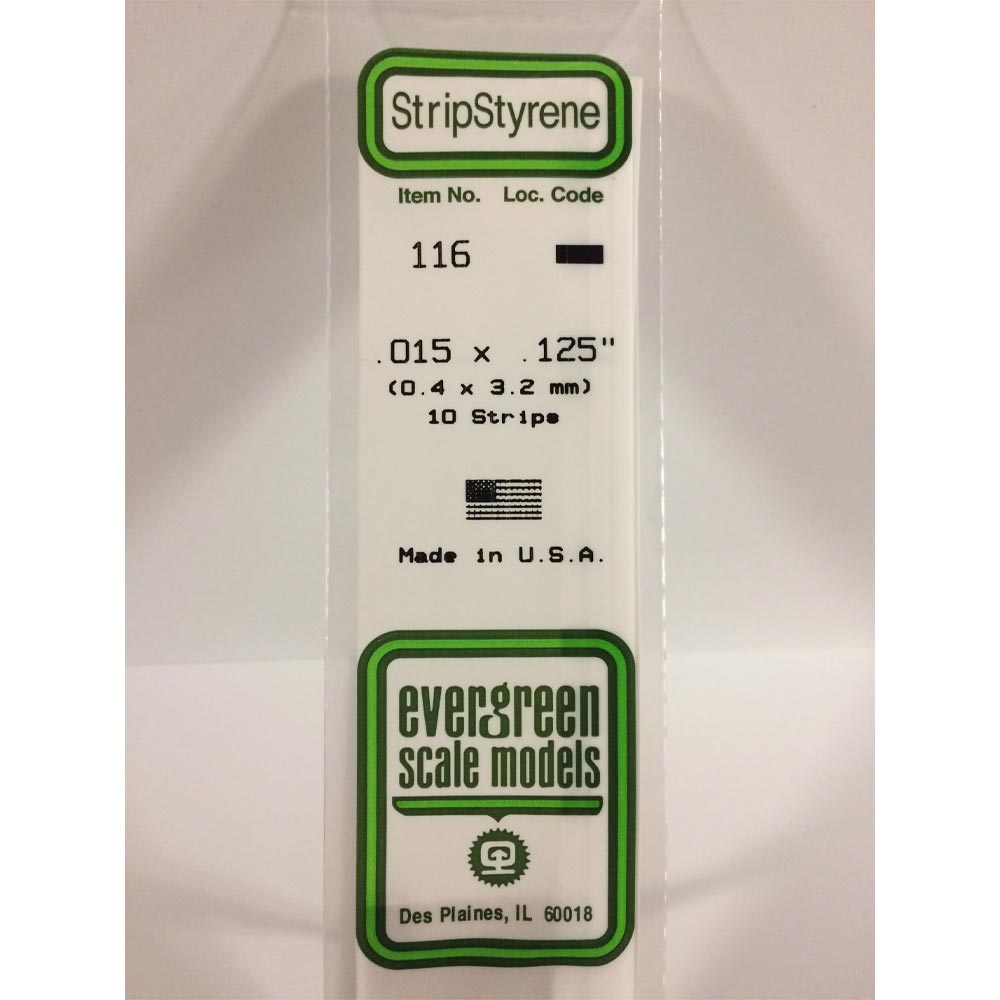 StripStyrene
Item No. Loc. Code
116
.015 x .125"
(0.4 x 3.2 mm)
10 Strips
Made in U.S.A.
evergreen
scale models
Des Plaines, IL 60018